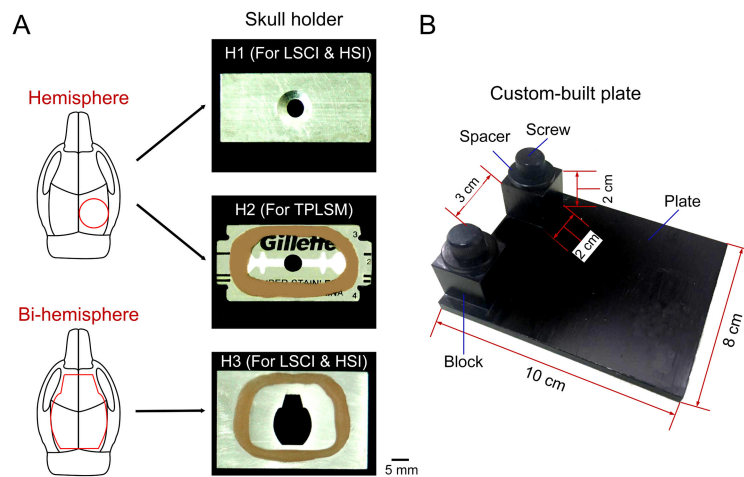 A
Skull holder
H1 (For LSCI & HSI)
Hemisphere
H2 (For TPLSM)
Gillette
3
2
4
Bi-hemisphere
H3 (For LSCI & HSI)
5 mm
B
Custom-built plate
Spacer
Screw
3 cm
2 cm
Plate
2 cm
Block
10 cm
8 cm